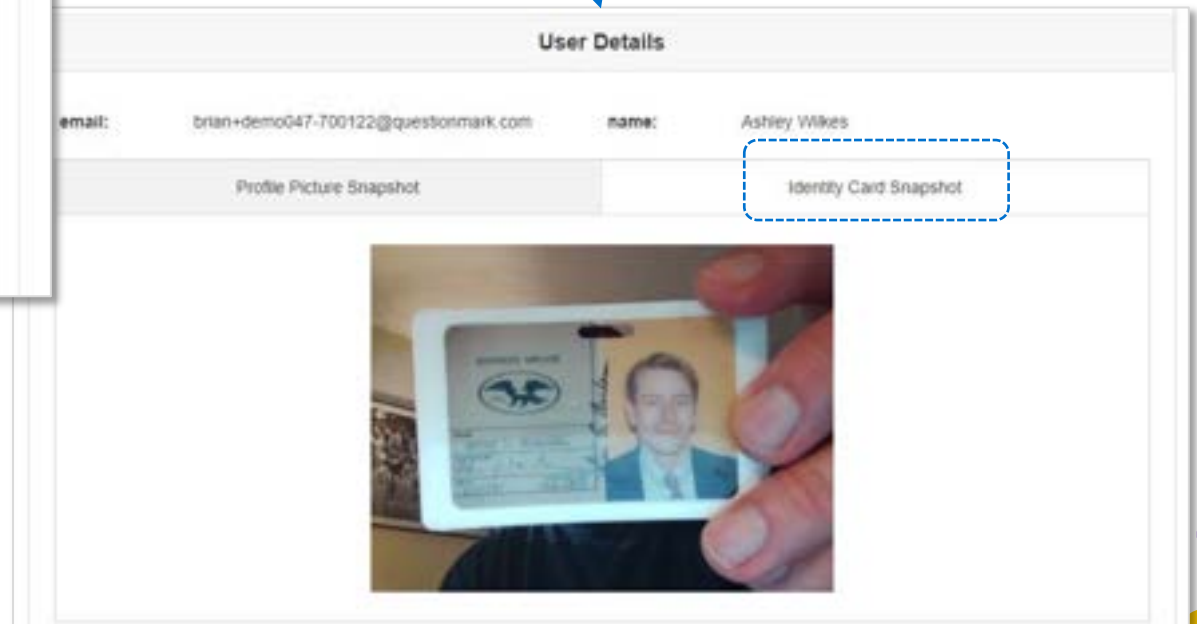 User Details
email: brian+demo047-700122@questionmark.com name: Ashley Wilkes
Profile Picture Snapshot Identity Card Snapshot